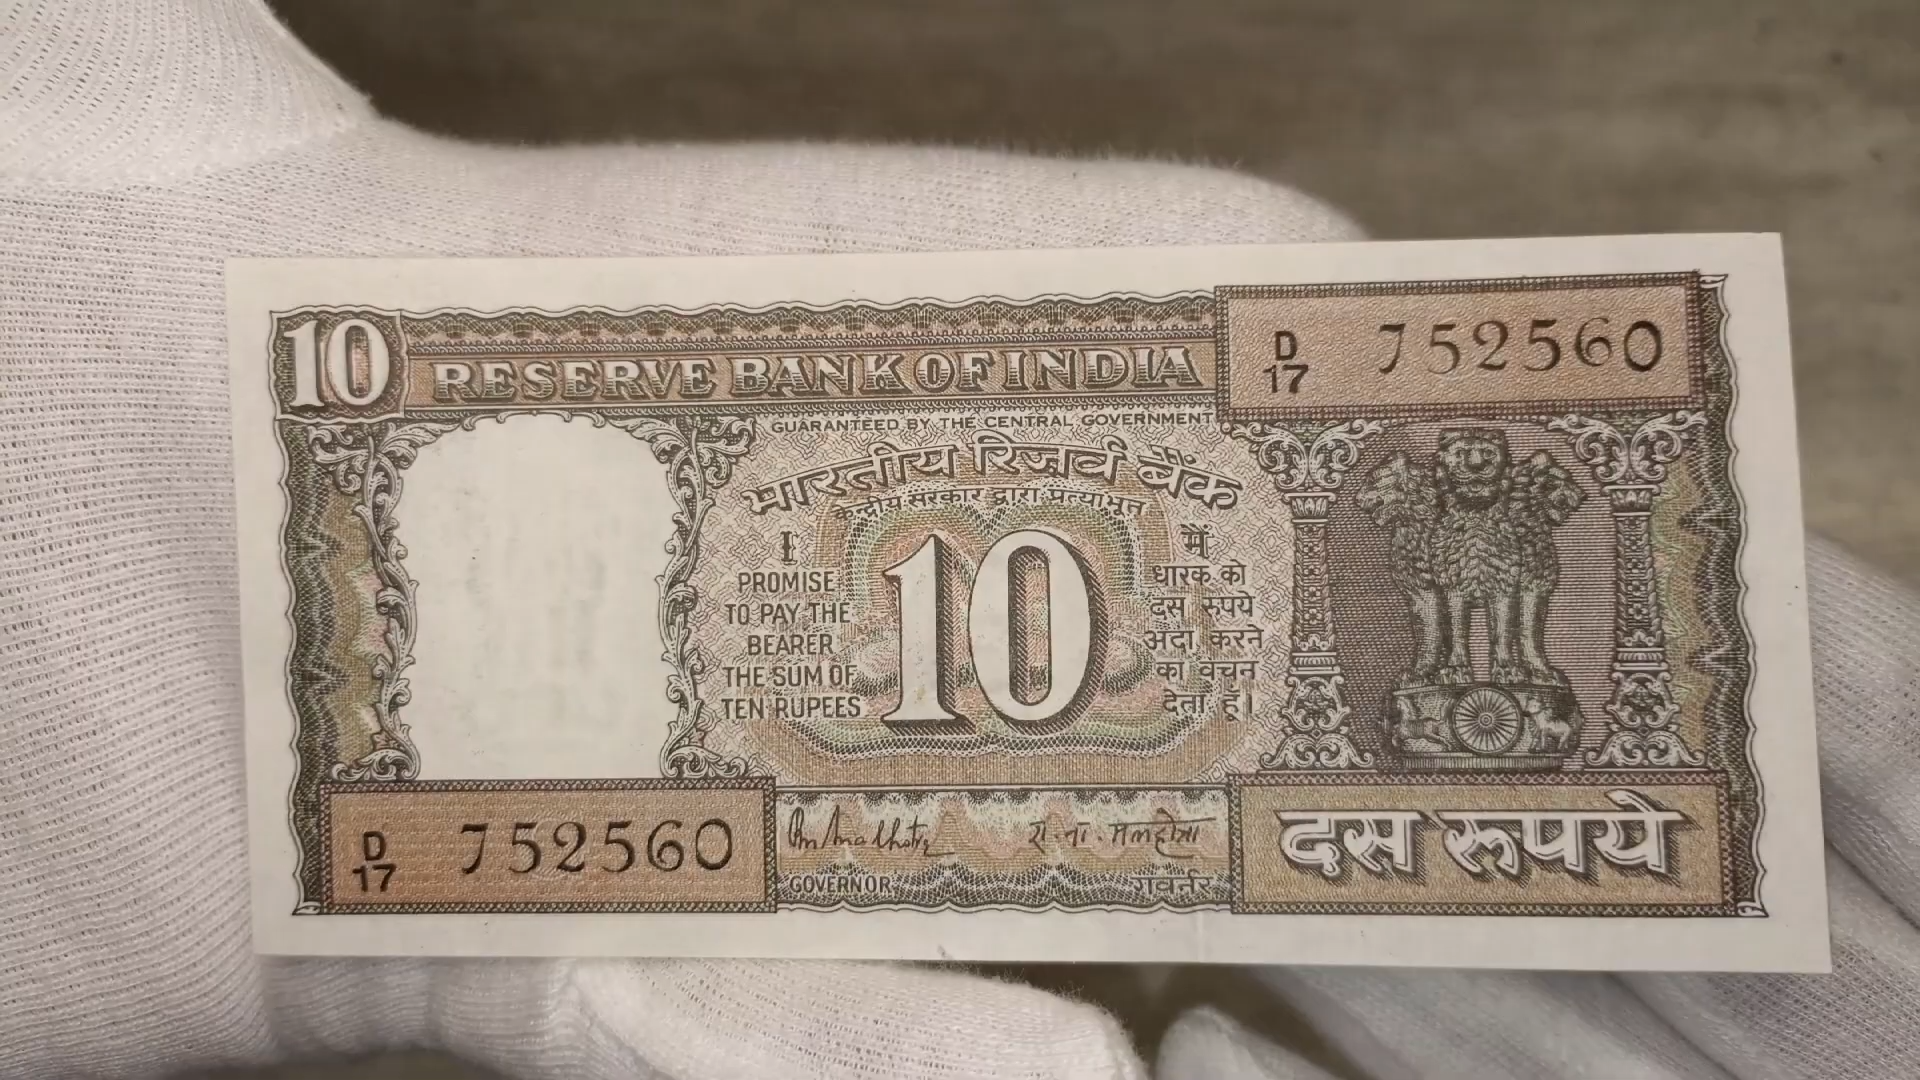 10
RESERVE BANK OF INDIA
D
17
752560
GUARANTEED BY THE CENTRAL GOVERNMENT
भारतीय रिज़र्व बैंक
केन्द्रीय सरकार द्वारा प्रत्याभूत
I
PROMISE
TO PAY THE
BEARER
THE SUM OF
TEN RUPEES
10
मैं
धारक को
दस रुपये
अदा करने
का वचन
देता हूँ।
D
17
752560
रा. ना. मल्होत्रा
GOVERNOR
गवर्नर
दस रूपये